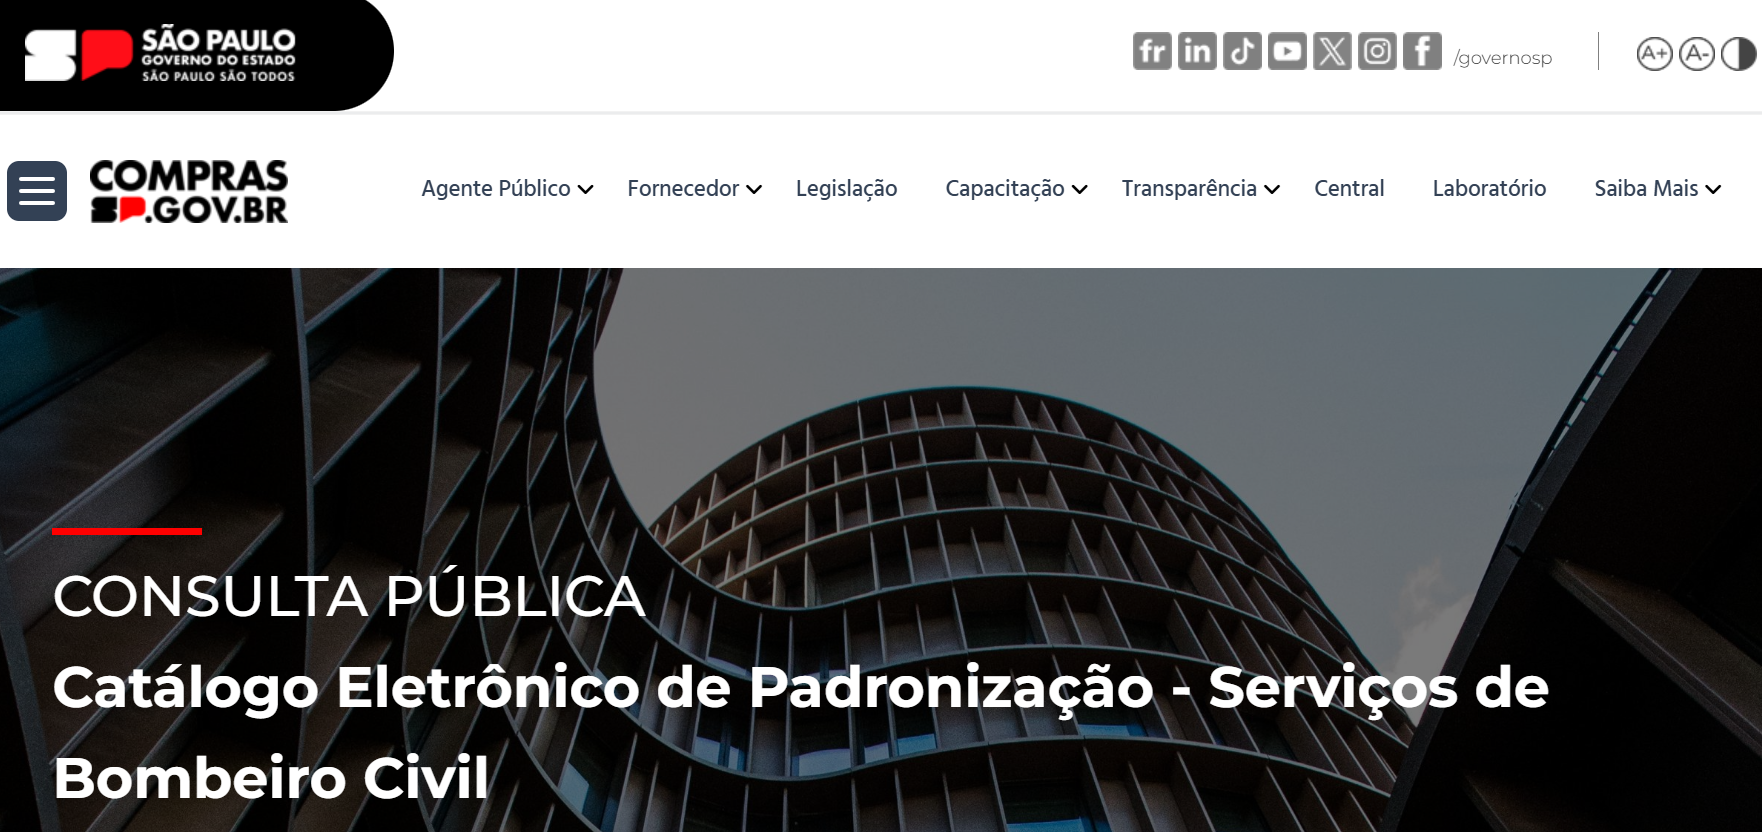 SÃO PAULO
GOVERNO DO ESTADO
SÃO PAULO SÃO TODOS
/governosp
A+ A-
COMPRAS
SP.GOV.BR
Agente Público Fornecedor Legislação Capacitação Transparência Central Laboratório Saiba Mais
CONSULTA PÚBLICA
Catálogo Eletrônico de Padronização - Serviços de
Bombeiro Civil